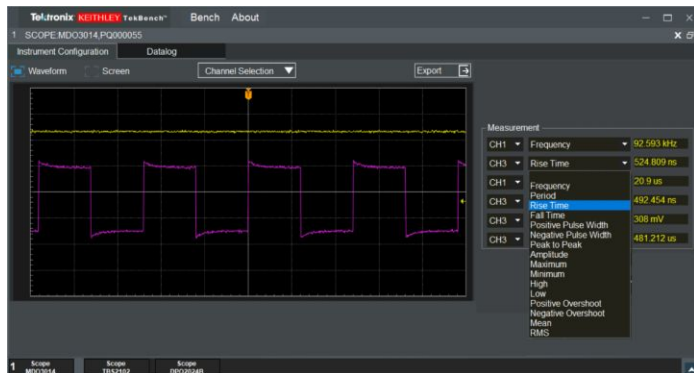 Tektronix KEITHLEY TekBench™ Bench About
1 SCOPE:MDO3014,PQ000055
Instrument Configuration Datalog
Waveform Screen Channel Selection Export
T
Measurement
CH1 Frequency 92.593 kHz
CH3 Rise Time 524.809 ns
CH1 20.9 us
CH3 492.454 ns
CH3 308 mV
CH3 481.212 us
Frequency
Period
Rise Time
Fall Time
Positive Pulse Width
Negative Pulse Width
Peak to Peak
Amplitude
Maximum
Minimum
High
Low
Positive Overshoot
Negative Overshoot
Mean
RMS
1 Scope MDO3014 Scope TBS2102 Scope DPO2024B